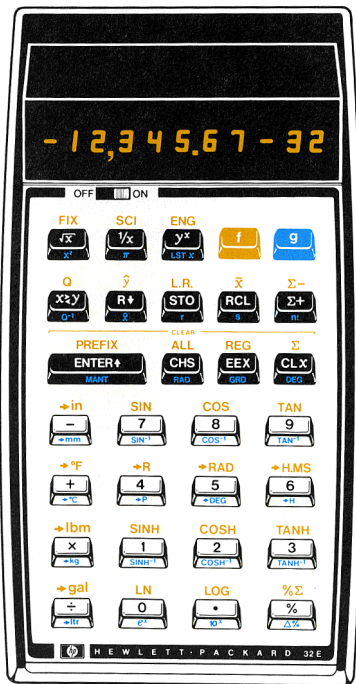 -12,345.67-32
OFF ON
FIX SCI ENG
√x 1/x yˣ f g
x² π LST X
Q ŷ L.R. x̄ Σ-
x≷y R↓ STO RCL Σ+
Q⁻¹ x̂ r s n!
CLEAR
PREFIX ALL REG Σ
ENTER↑ CHS EEX CLX
MANT RAD GRD DEG
→in SIN COS TAN
− 7 8 9
→mm SIN⁻¹ COS⁻¹ TAN⁻¹
→°F →R →RAD →H.MS
+ 4 5 6
→°C →P →DEG →H
→lbm SINH COSH TANH
× 1 2 3
→kg SINH⁻¹ COSH⁻¹ TANH⁻¹
→gal LN LOG %Σ
÷ 0 • %
→ltr eˣ 10ˣ Δ%
hp HEWLETT·PACKARD 32E